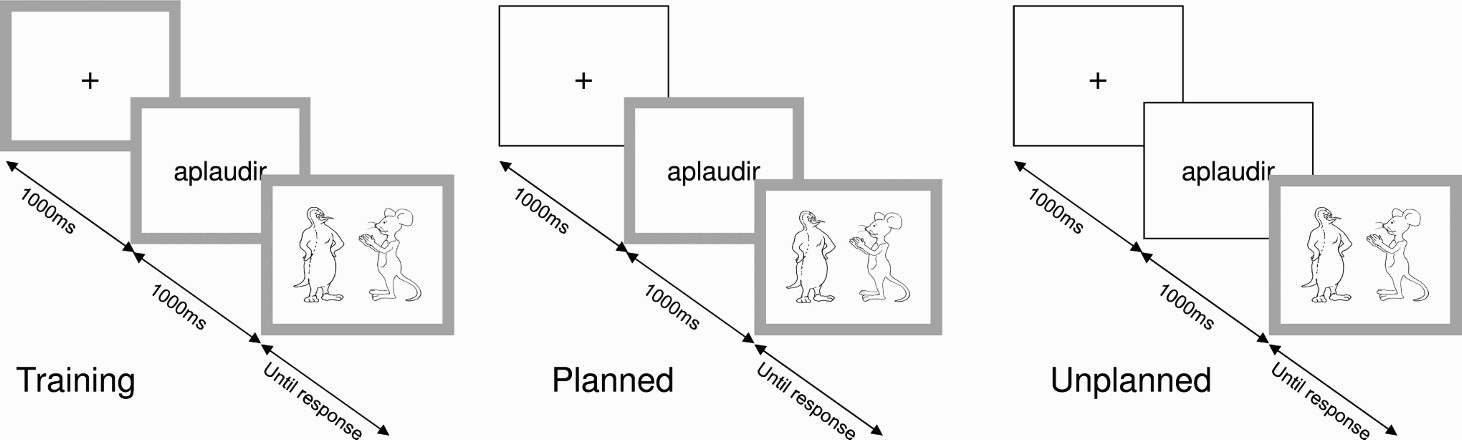 +
aplaudir
1000ms
1000ms
Until response
Training
+
aplaudir
1000ms
1000ms
Until response
Planned
+
aplaudir
1000ms
1000ms
Until response
Unplanned